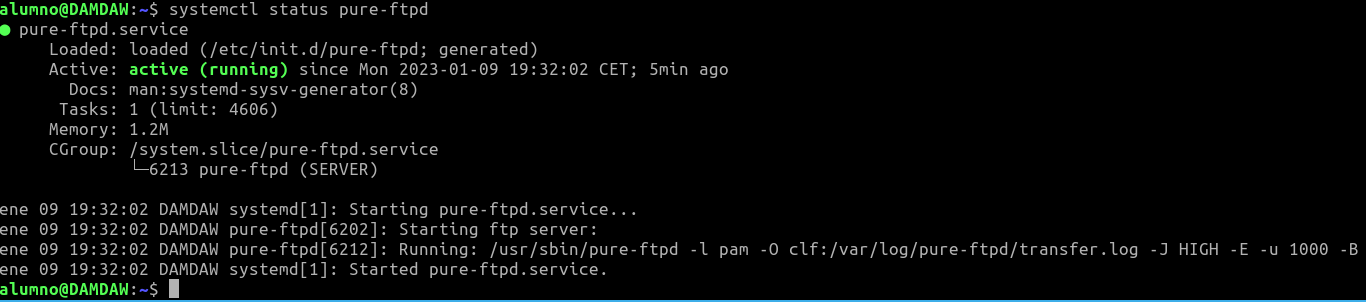 alumno@DAMDAW:~$ systemctl status pure-ftpd
● pure-ftpd.service
     Loaded: loaded (/etc/init.d/pure-ftpd; generated)
     Active: active (running) since Mon 2023-01-09 19:32:02 CET; 5min ago
       Docs: man:systemd-sysv-generator(8)
      Tasks: 1 (limit: 4606)
     Memory: 1.2M
     CGroup: /system.slice/pure-ftpd.service
             └─6213 pure-ftpd (SERVER)

ene 09 19:32:02 DAMDAW systemd[1]: Starting pure-ftpd.service...
ene 09 19:32:02 DAMDAW pure-ftpd[6202]: Starting ftp server:
ene 09 19:32:02 DAMDAW pure-ftpd[6212]: Running: /usr/sbin/pure-ftpd -l pam -O clf:/var/log/pure-ftpd/transfer.log -J HIGH -E -u 1000 -B
ene 09 19:32:02 DAMDAW systemd[1]: Started pure-ftpd.service.
alumno@DAMDAW:~$